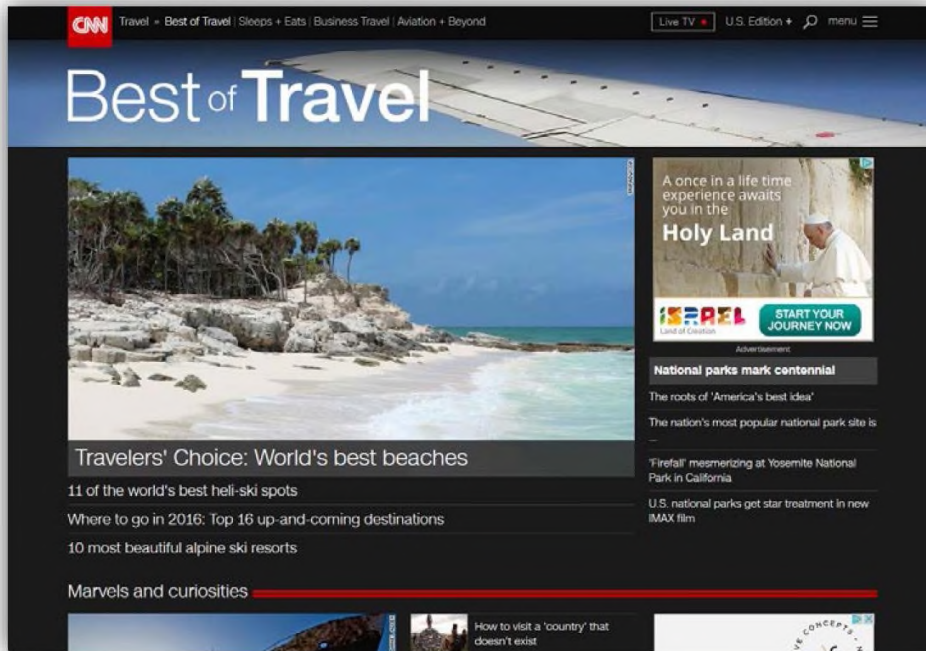 CNN Travel » Best of Travel | Sleeps + Eats | Business Travel | Aviation + Beyond
Live TV U.S. Edition + menu
Best of Travel
Travelers' Choice: World's best beaches
11 of the world's best heli-ski spots
Where to go in 2016: Top 16 up-and-coming destinations
10 most beautiful alpine ski resorts
A once in a life time
experience awaits
you in the
Holy Land
ISRAEL
Land of Creation
START YOUR
JOURNEY NOW
Advertisement
National parks mark centennial
The roots of 'America's best idea'
The nation's most popular national park site is
...
'Firefall' mesmerizing at Yosemite National
Park in California
U.S. national parks get star treatment in new
IMAX film
Marvels and curiosities
How to visit a 'country' that
doesn't exist
CONCEPTS